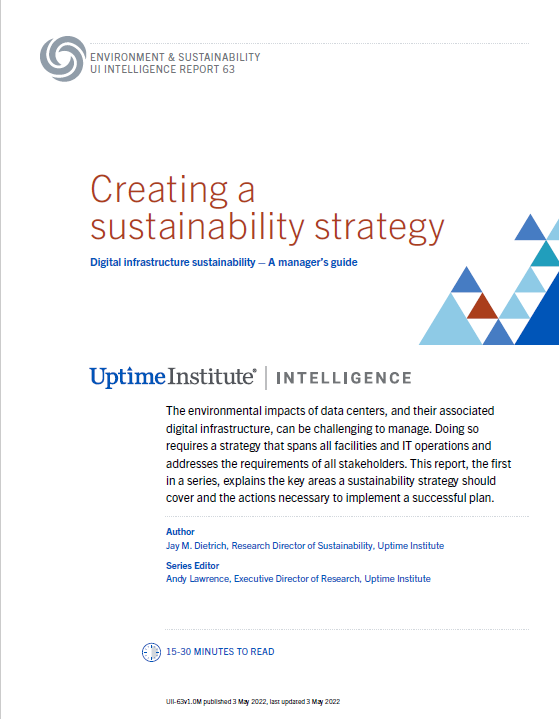 ENVIRONMENT & SUSTAINABILITY
UI INTELLIGENCE REPORT 63
Creating a
sustainability strategy
Digital infrastructure sustainability — A manager's guide
UptimeInstitute® | INTELLIGENCE
The environmental impacts of data centers, and their associated
digital infrastructure, can be challenging to manage. Doing so
requires a strategy that spans all facilities and IT operations and
addresses the requirements of all stakeholders. This report, the first
in a series, explains the key areas a sustainability strategy should
cover and the actions necessary to implement a successful plan.
Author
Jay M. Dietrich, Research Director of Sustainability, Uptime Institute
Series Editor
Andy Lawrence, Executive Director of Research, Uptime Institute
15-30 MINUTES TO READ
UII-63v1.0M published 3 May 2022, last updated 3 May 2022